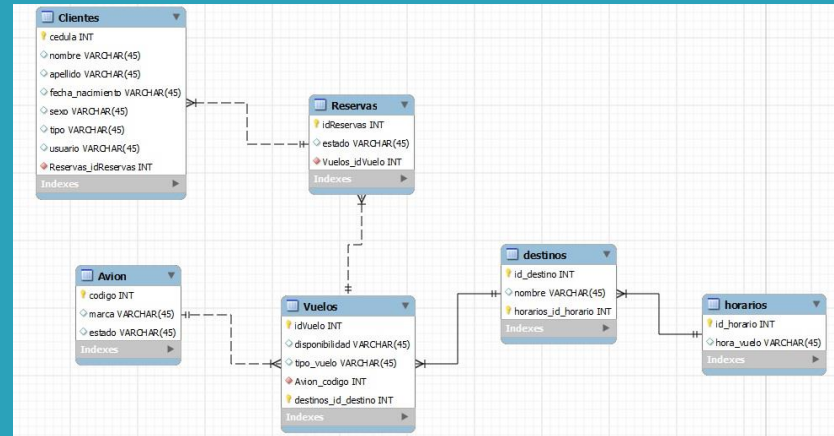 Clientes
cedula INT
nombre VARCHAR(45)
apellido VARCHAR(45)
fecha_nacimiento VARCHAR(45)
sexo VARCHAR(45)
tipo VARCHAR(45)
usuario VARCHAR(45)
Reservas_idReservas INT
Indexes
Reservas
idReservas INT
estado VARCHAR(45)
Vuelos_idVuelo INT
Indexes
Avion
codigo INT
marca VARCHAR(45)
estado VARCHAR(45)
Indexes
Vuelos
idVuelo INT
disponibilidad VARCHAR(45)
tipo_vuelo VARCHAR(45)
Avion_codigo INT
destinos_id_destino INT
Indexes
destinos
id_destino INT
nombre VARCHAR(45)
horarios_id_horario INT
Indexes
horarios
id_horario INT
hora_vuelo VARCHAR(45)
Indexes